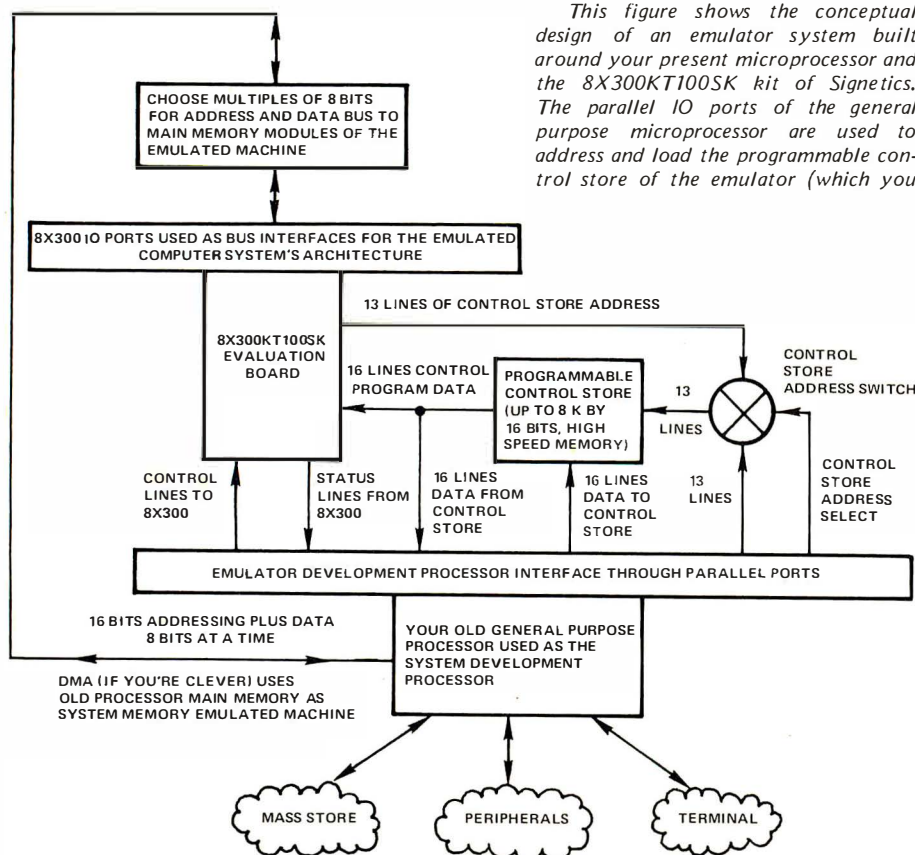 This figure shows the conceptual
design of an emulator system built
around your present microprocessor and
the 8X300KT100SK kit of Signetics.
The parallel IO ports of the general
purpose microprocessor are used to
address and load the programmable con-
trol store of the emulator (which you
CHOOSE MULTIPLES OF 8 BITS
FOR ADDRESS AND DATA BUS TO
MAIN MEMORY MODULES OF THE
EMULATED MACHINE
8X300 IO PORTS USED AS BUS INTERFACES FOR THE EMULATED
COMPUTER SYSTEM'S ARCHITECTURE
13 LINES OF CONTROL STORE ADDRESS
8X300KT100SK
EVALUATION
BOARD
16 LINES CONTROL
PROGRAM DATA
PROGRAMMABLE
CONTROL STORE
(UP TO 8 K BY
16 BITS, HIGH
SPEED MEMORY)
13
LINES
CONTROL
STORE
ADDRESS SWITCH
CONTROL
LINES TO
8X300
STATUS
LINES FROM
8X300
16 LINES
DATA FROM
CONTROL
STORE
16 LINES
DATA TO
CONTROL
STORE
13
LINES
CONTROL
STORE
ADDRESS
SELECT
EMULATOR DEVELOPMENT PROCESSOR INTERFACE THROUGH PARALLEL PORTS
16 BITS ADDRESSING PLUS DATA
8 BITS AT A TIME
DMA (IF YOU'RE CLEVER) USES
OLD PROCESSOR MAIN MEMORY AS
SYSTEM MEMORY EMULATED MACHINE
YOUR OLD GENERAL PURPOSE
PROCESSOR USED AS THE
SYSTEM DEVELOPMENT
PROCESSOR
MASS STORE
PERIPHERALS
TERMINAL